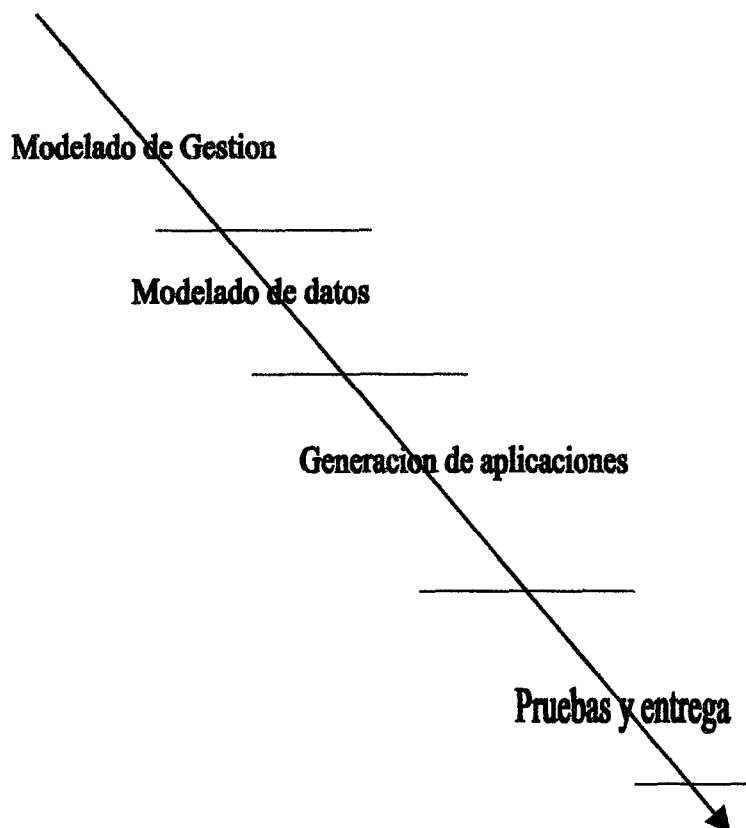 Modelado de Gestion
Modelado de datos
Generacion de aplicaciones
Pruebas y entrega